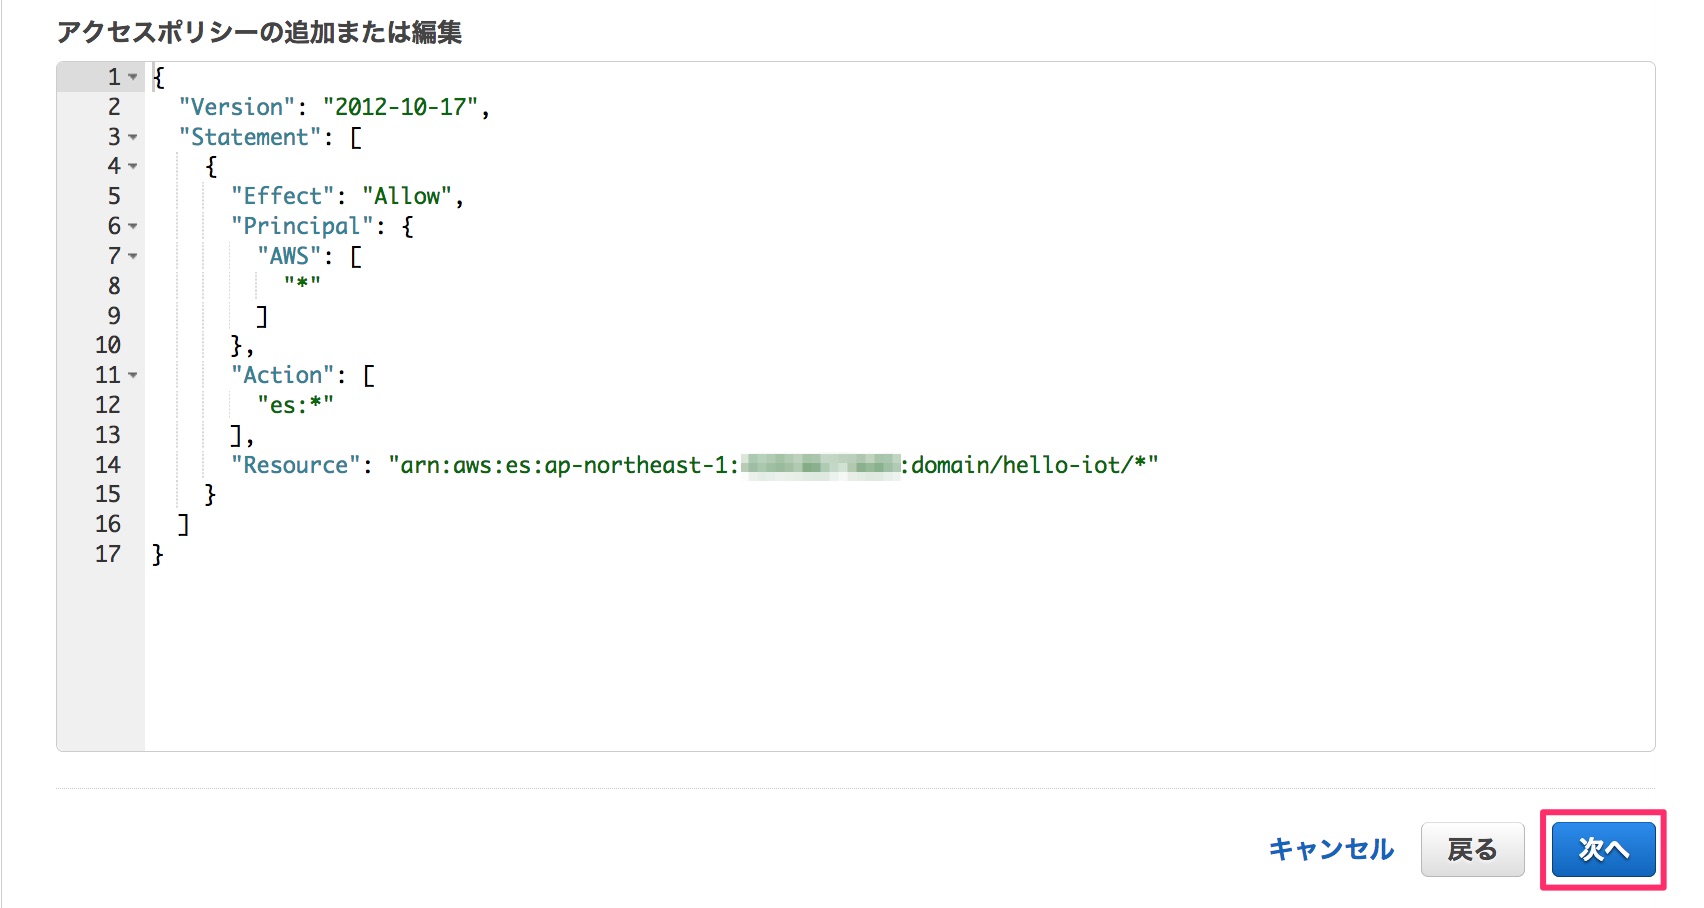 アクセスポリシーの追加または編集
1 {
2 "Version": "2012-10-17",
3 "Statement": [
4 {
5 "Effect": "Allow",
6 "Principal": {
7 "AWS": [
8 "*"
9 ]
10 },
11 "Action": [
12 "es:*"
13 ],
14 "Resource": "arn:aws:es:ap-northeast-1: :domain/hello-iot/*"
15 }
16 ]
17 }
キャンセル 戻る 次へ